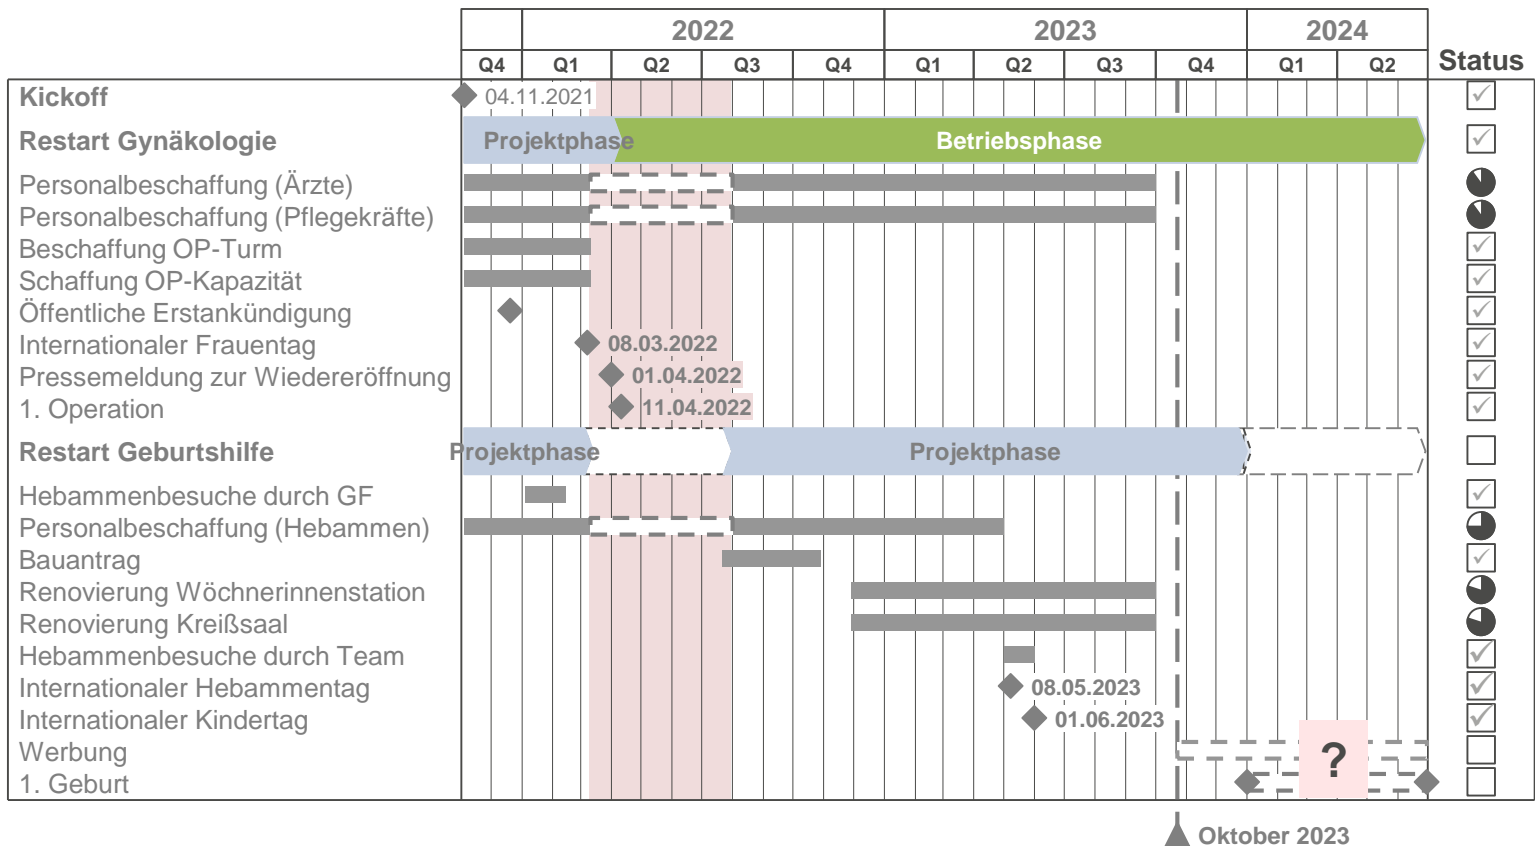 2022 2023 2024
Q4 Q1 Q2 Q3 Q4 Q1 Q2 Q3 Q4 Q1 Q2 Status
Kickoff 04.11.2021
Restart Gynäkologie Projektphase Betriebsphase
Personalbeschaffung (Ärzte)
Personalbeschaffung (Pflegekräfte)
Beschaffung OP-Turm
Schaffung OP-Kapazität
Öffentliche Erstankündigung
Internationaler Frauentag 08.03.2022
Pressemeldung zur Wiedereröffnung 01.04.2022
1. Operation 11.04.2022
Restart Geburtshilfe Projektphase Projektphase
Hebammenbesuche durch GF
Personalbeschaffung (Hebammen)
Bauantrag
Renovierung Wöchnerinnenstation
Renovierung Kreißsaal
Hebammenbesuche durch Team
Internationaler Hebammentag 08.05.2023
Internationaler Kindertag 01.06.2023
Werbung ?
1. Geburt
Oktober 2023